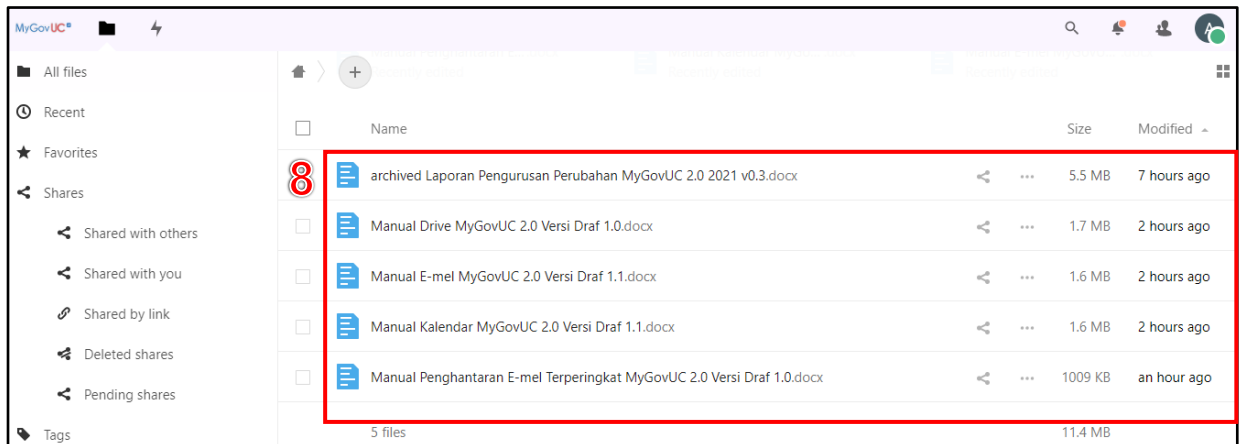 MyGovUC
All files
Recent
Favorites
Shares
Shared with others
Shared with you
Shared by link
Deleted shares
Pending shares
Tags
+
Name Size Modified
8
archived Laporan Pengurusan Perubahan MyGovUC 2.0 2021 v0.3.docx 5.5 MB 7 hours ago
Manual Drive MyGovUC 2.0 Versi Draf 1.0.docx 1.7 MB 2 hours ago
Manual E-mel MyGovUC 2.0 Versi Draf 1.1.docx 1.6 MB 2 hours ago
Manual Kalendar MyGovUC 2.0 Versi Draf 1.1.docx 1.6 MB 2 hours ago
Manual Penghantaran E-mel Terperingkat MyGovUC 2.0 Versi Draf 1.0.docx 1009 KB an hour ago
5 files 11.4 MB